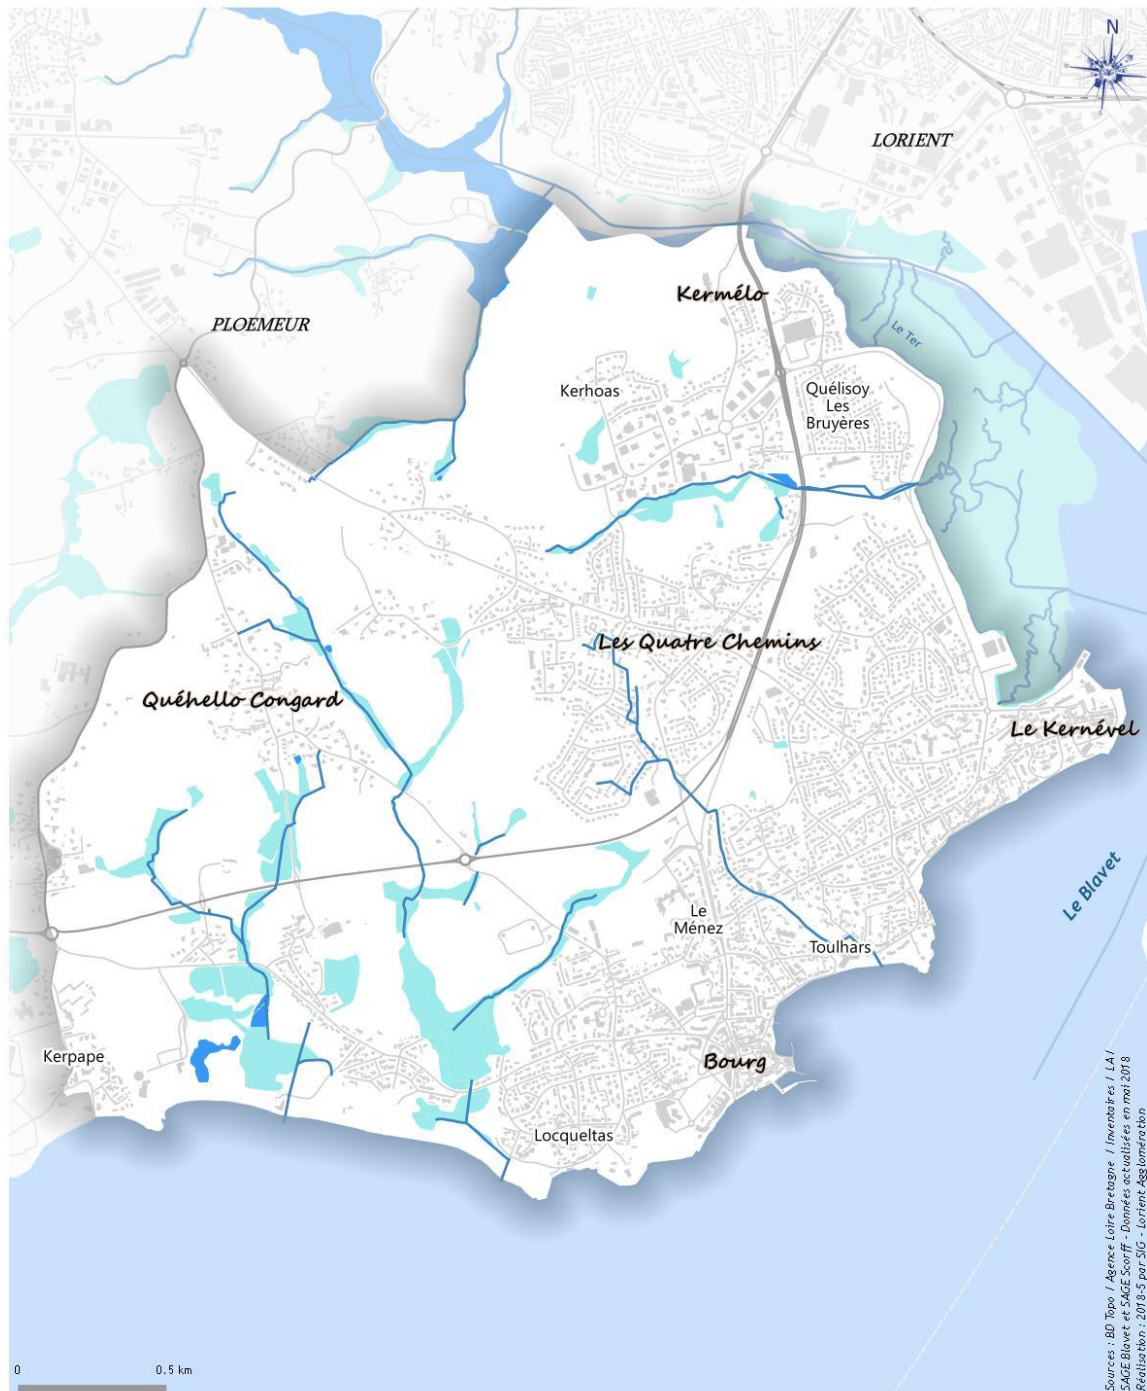 N
LORIENT
Kermélo
PLOEMEUR
Le Ter
Kerhoas
Quélisoy
Les
Bruyères
Les Quatre Chemins
Quéhello Congard
Le Kernével
Le Blavet
Le
Ménez
Toulhars
Kerpape
Bourg
Locqueltas
Sources : BD Topo / Agence Loire Bretagne / Inventaires / LA /
SAGE Blavet et SAGE Scorff - Données actualisées en mai 2018
Réalisation : 2018-5 par SIG - Lorient Agglomération
0 0.5 km